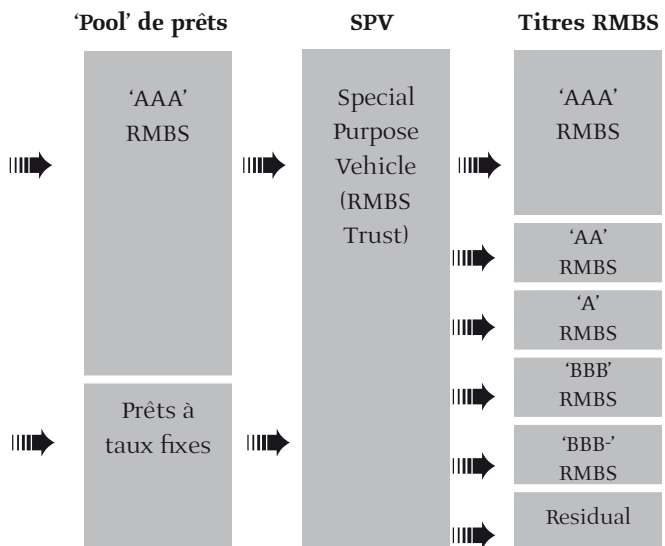 ‘Pool’ de prêts
SPV
Titres RMBS
‘AAA’
RMBS
Special
Purpose
Vehicle
(RMBS
Trust)
‘AAA’
RMBS
‘AA’
RMBS
‘A’
RMBS
‘BBB’
RMBS
Prêts à
taux fixes
‘BBB-’
RMBS
Residual